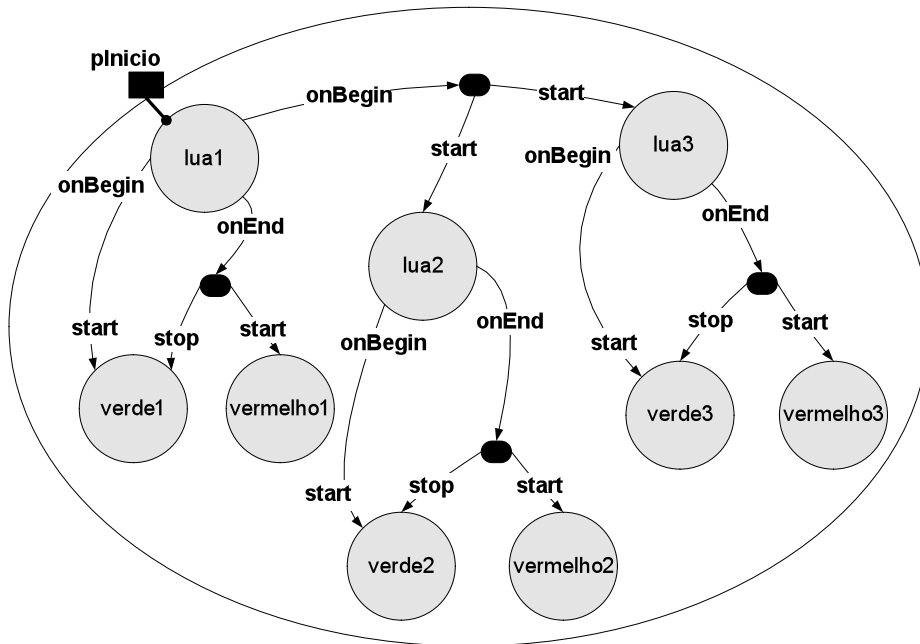 pInicio
onBegin
start
lua1
lua3
start
onBegin
onBegin
onEnd
onEnd
lua2
start
stop
start
onBegin
onEnd
start
stop
start
verde1
vermelho1
verde3
vermelho3
start
stop
start
verde2
vermelho2